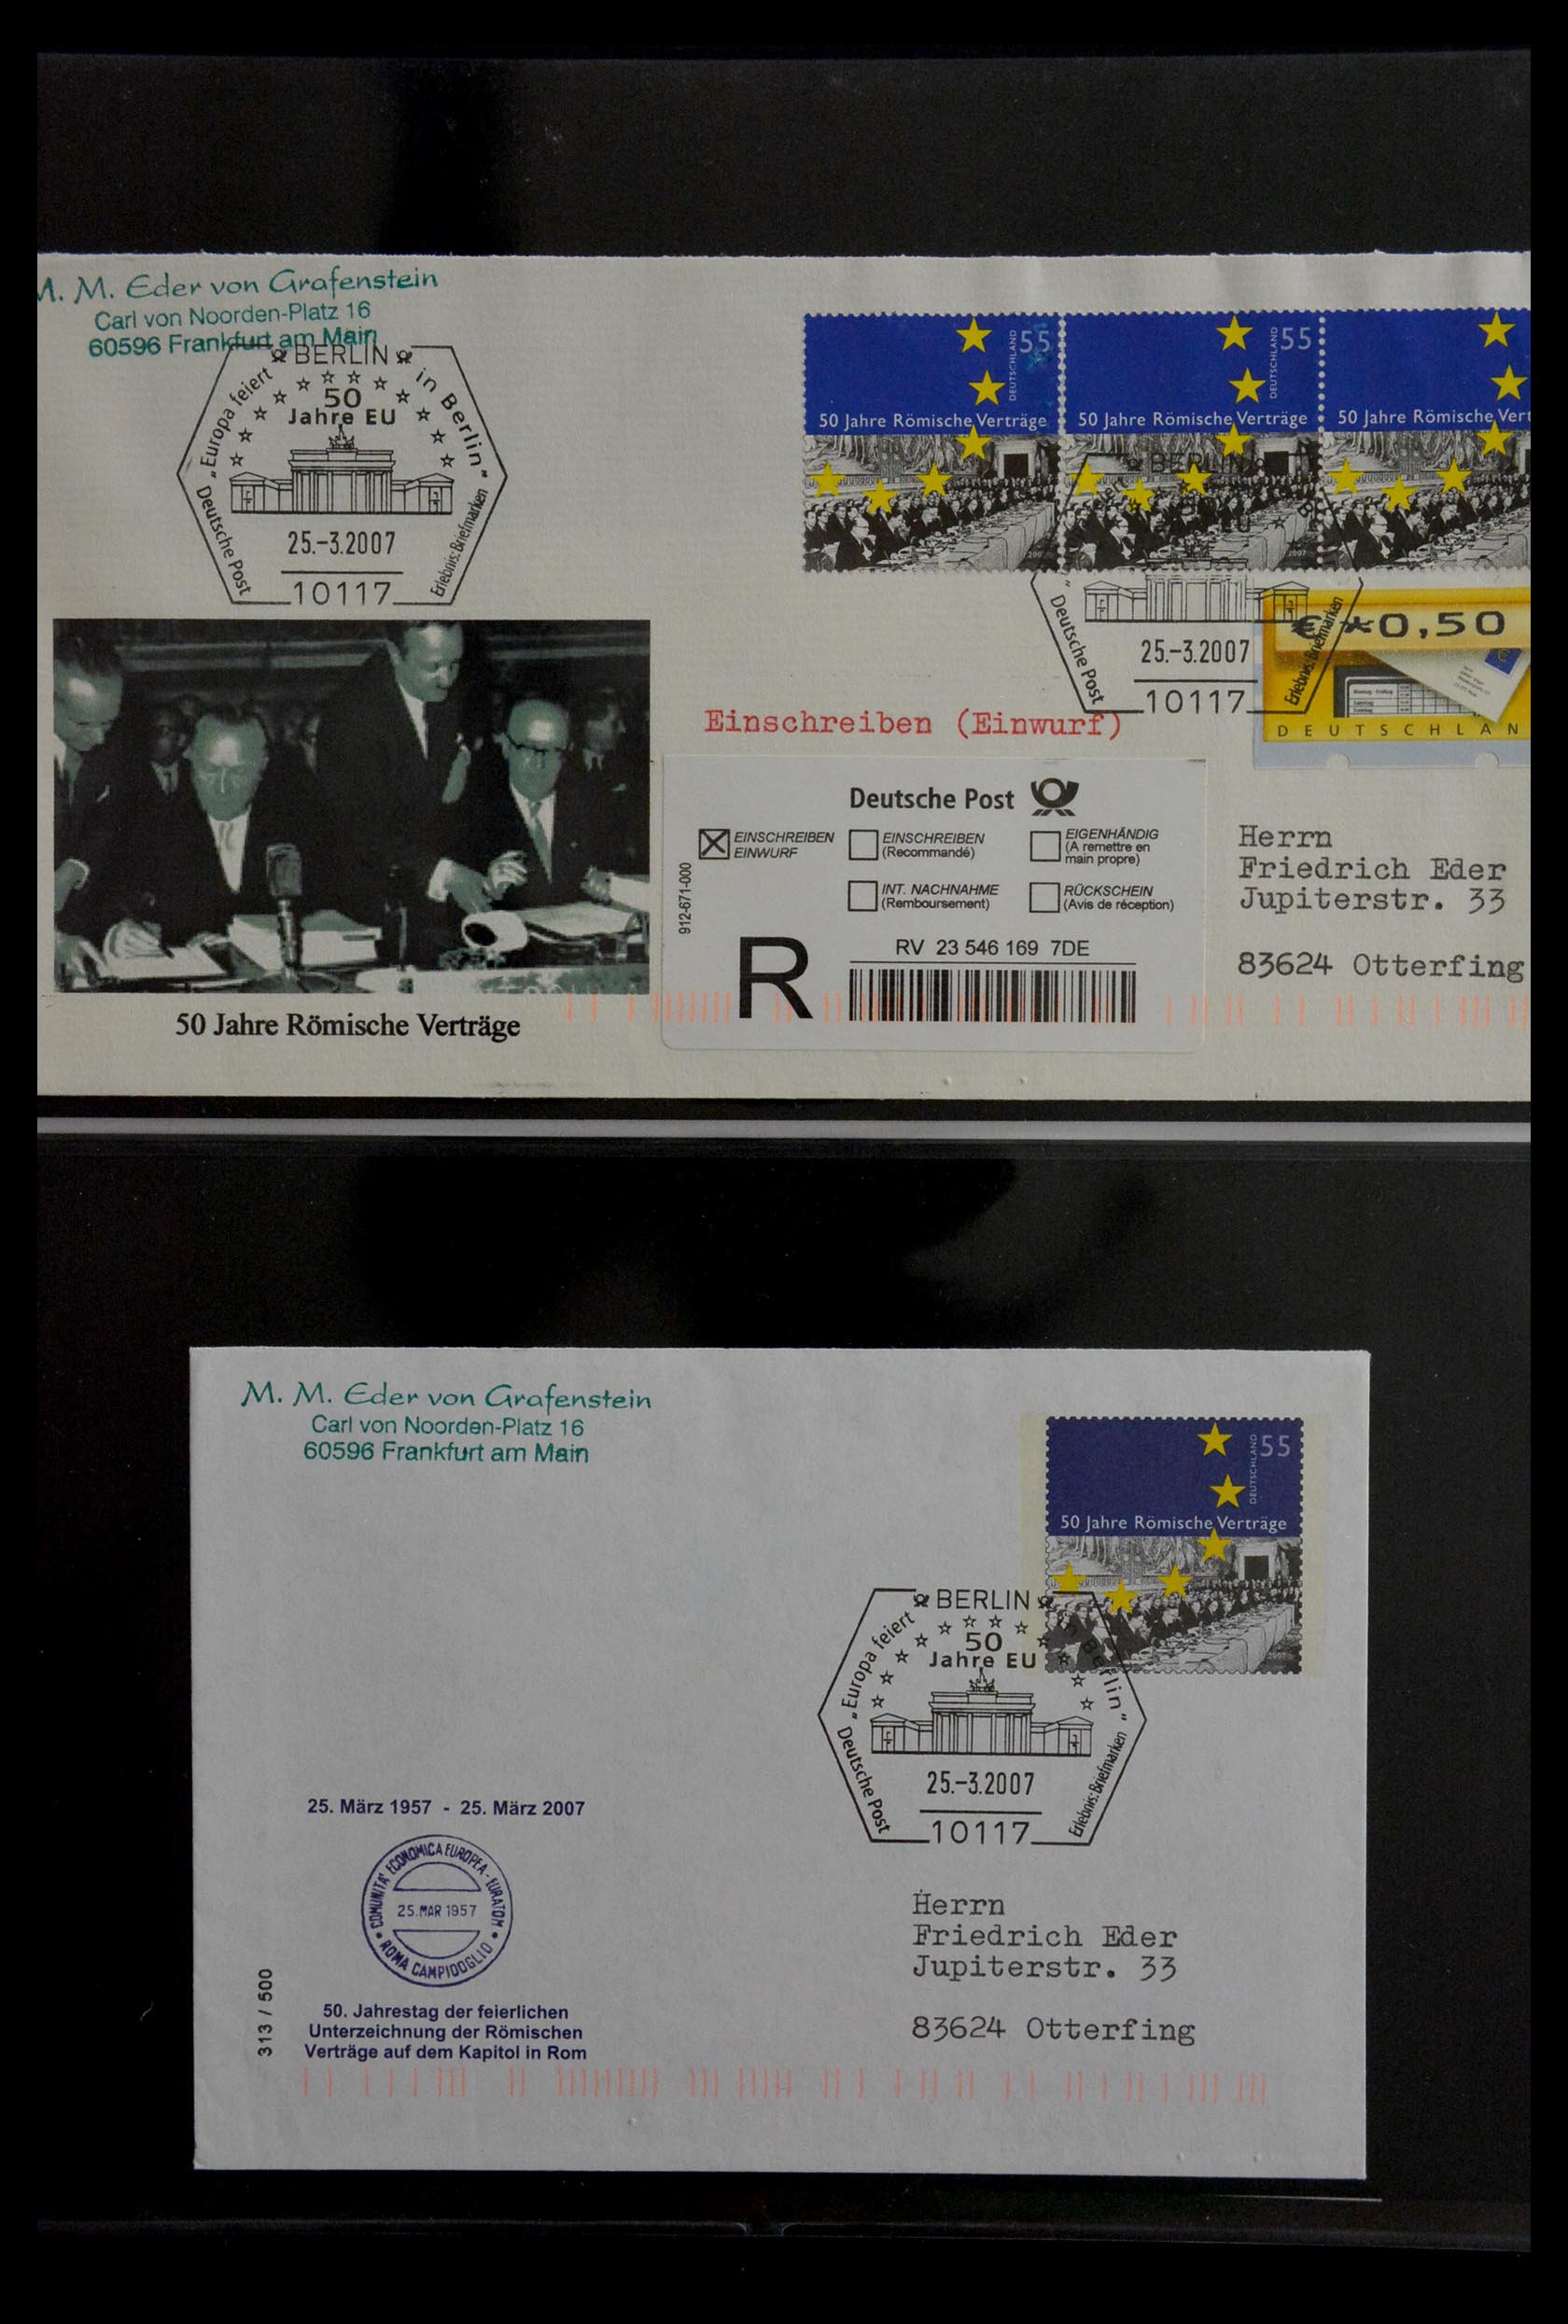 M. M. Eder von Grafenstein
Carl von Noorden-Platz 16
60596 Frankfurt am Main
BERLIN
„Europa feiert in Berlin“
50
Jahre EU
25.-3.2007
10117
Deutsche Post
Erlebnis: Briefmarken
50 Jahre Römische Verträge
DEUTSCHLAND 55
50 Jahre Römische Verträge
2007
DEUTSCHLAND 55
50 Jahre Römische Verträge
2007
50 Jahre Römische Vert
BERLIN
25.-3.2007
10117
Deutsche Post
Erlebnis: Briefmarken
€ *0,50
DEUTSCHLAN
Einschreiben (Einwurf)
Deutsche Post
EINSCHREIBEN
EINWURF
EINSCHREIBEN
(Recommandé)
EIGENHÄNDIG
(A remettre en
main propre)
INT. NACHNAHME
(Remboursement)
RÜCKSCHEIN
(Avis de réception)
912-671-000
R
RV 23 546 169 7DE
Herrn
Friedrich Eder
Jupiterstr. 33
83624 Otterfing
M. M. Eder von Grafenstein
Carl von Noorden-Platz 16
60596 Frankfurt am Main
DEUTSCHLAND 55
50 Jahre Römische Verträge
2007
BERLIN
„Europa feiert in Berlin“
50
Jahre EU
25.-3.2007
10117
Deutsche Post
Erlebnis: Briefmarken
25. März 1957 - 25. März 2007
COMUNITA' ECONOMICA EUROPEA - EURATOM
25. MAR 1957
ROMA CAMPIDOGLIO
50. Jahrestag der feierlichen
Unterzeichnung der Römischen
Verträge auf dem Kapitol in Rom
313 / 500
Herrn
Friedrich Eder
Jupiterstr. 33
83624 Otterfing